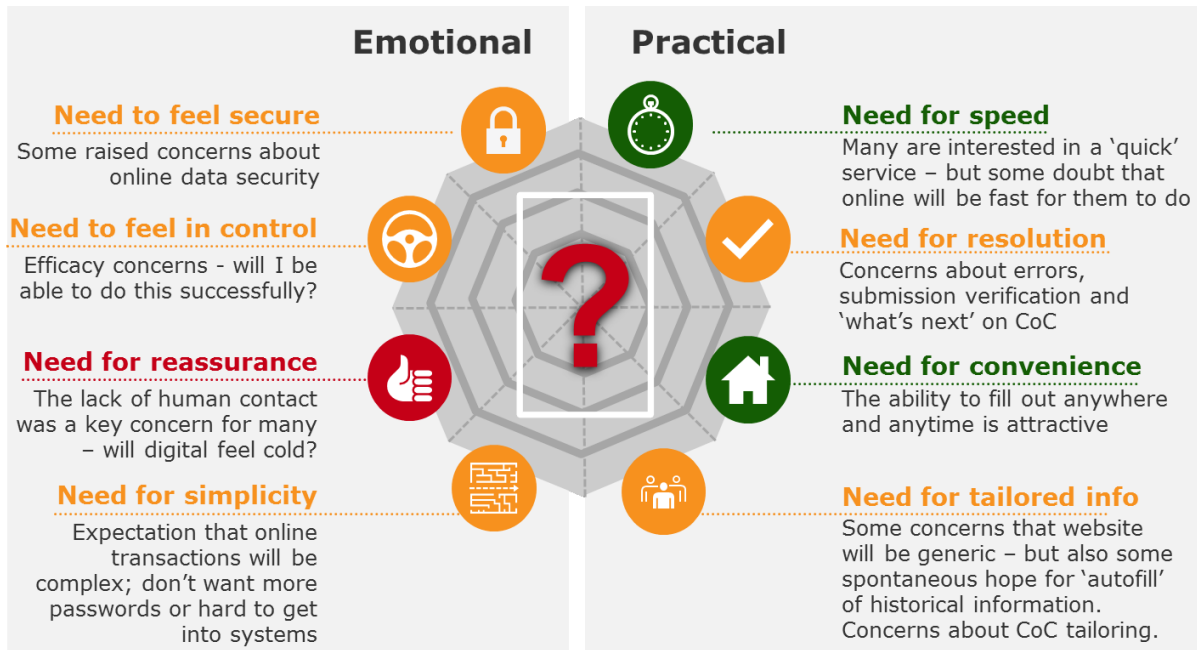 Emotional
Need to feel secure
Some raised concerns about
online data security
Need to feel in control
Efficacy concerns - will I be
able to do this successfully?
Need for reassurance
The lack of human contact
was a key concern for many
– will digital feel cold?
Need for simplicity
Expectation that online
transactions will be
complex; don’t want more
passwords or hard to get
into systems
?
Practical
Need for speed
Many are interested in a ‘quick’
service – but some doubt that
online will be fast for them to do
Need for resolution
Concerns about errors,
submission verification and
‘what’s next’ on CoC
Need for convenience
The ability to fill out anywhere
and anytime is attractive
Need for tailored info
Some concerns that website
will be generic – but also some
spontaneous hope for ‘autofill’
of historical information.
Concerns about CoC tailoring.